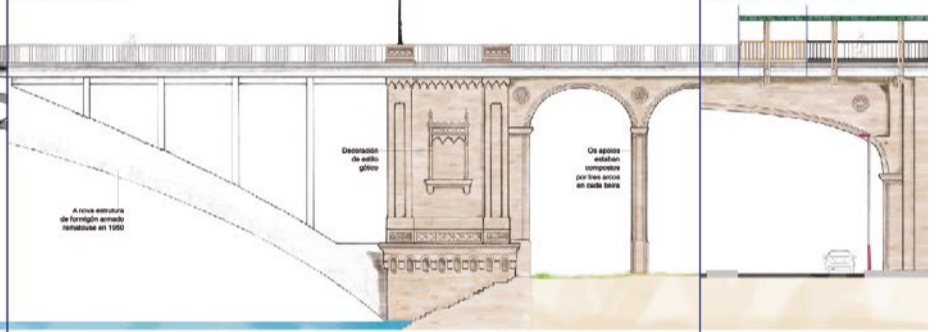 A nova estrutura
de formigón armado
rematouse en 1950
Decoración
de estilo
gótico
Os apoios
estaban
compostos
por tres arcos
en cada beira